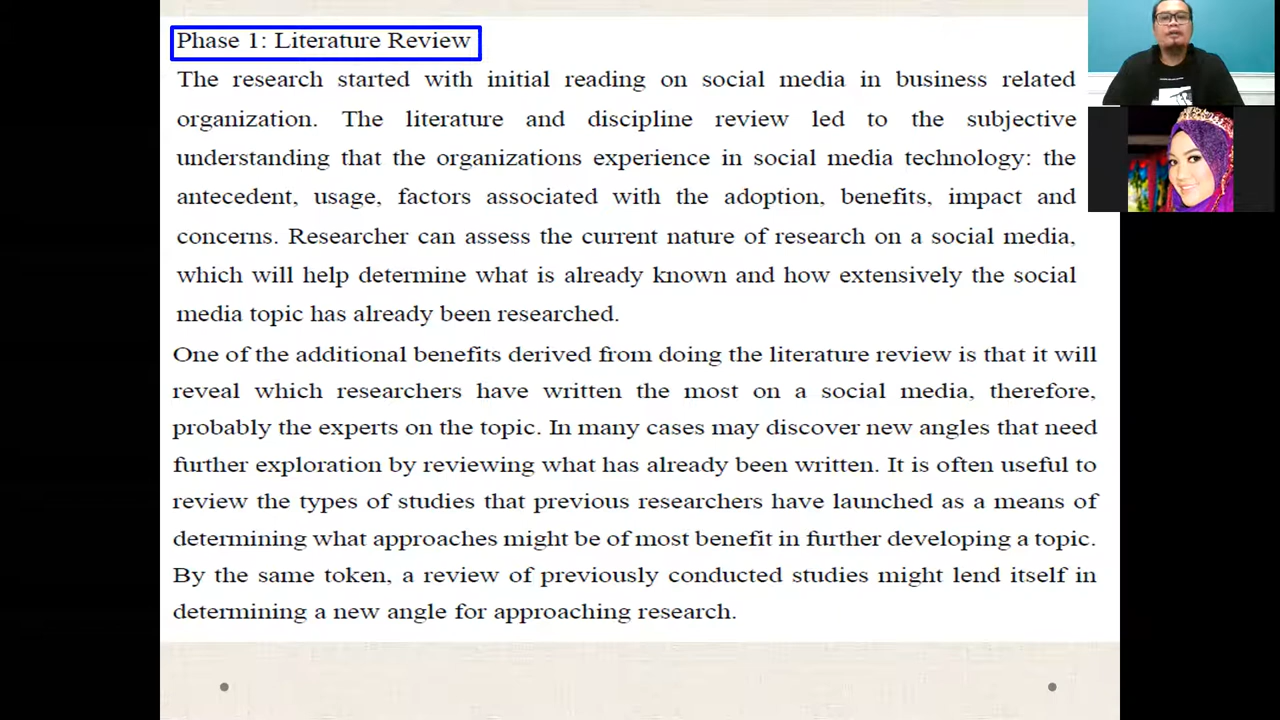 Phase 1: Literature Review
The research started with initial reading on social media in business related
organization. The literature and discipline review led to the subjective
understanding that the organizations experience in social media technology: the
antecedent, usage, factors associated with the adoption, benefits, impact and
concerns. Researcher can assess the current nature of research on a social media,
which will help determine what is already known and how extensively the social
media topic has already been researched.
One of the additional benefits derived from doing the literature review is that it will
reveal which researchers have written the most on a social media, therefore,
probably the experts on the topic. In many cases may discover new angles that need
further exploration by reviewing what has already been written. It is often useful to
review the types of studies that previous researchers have launched as a means of
determining what approaches might be of most benefit in further developing a topic.
By the same token, a review of previously conducted studies might lend itself in
determining a new angle for approaching research.